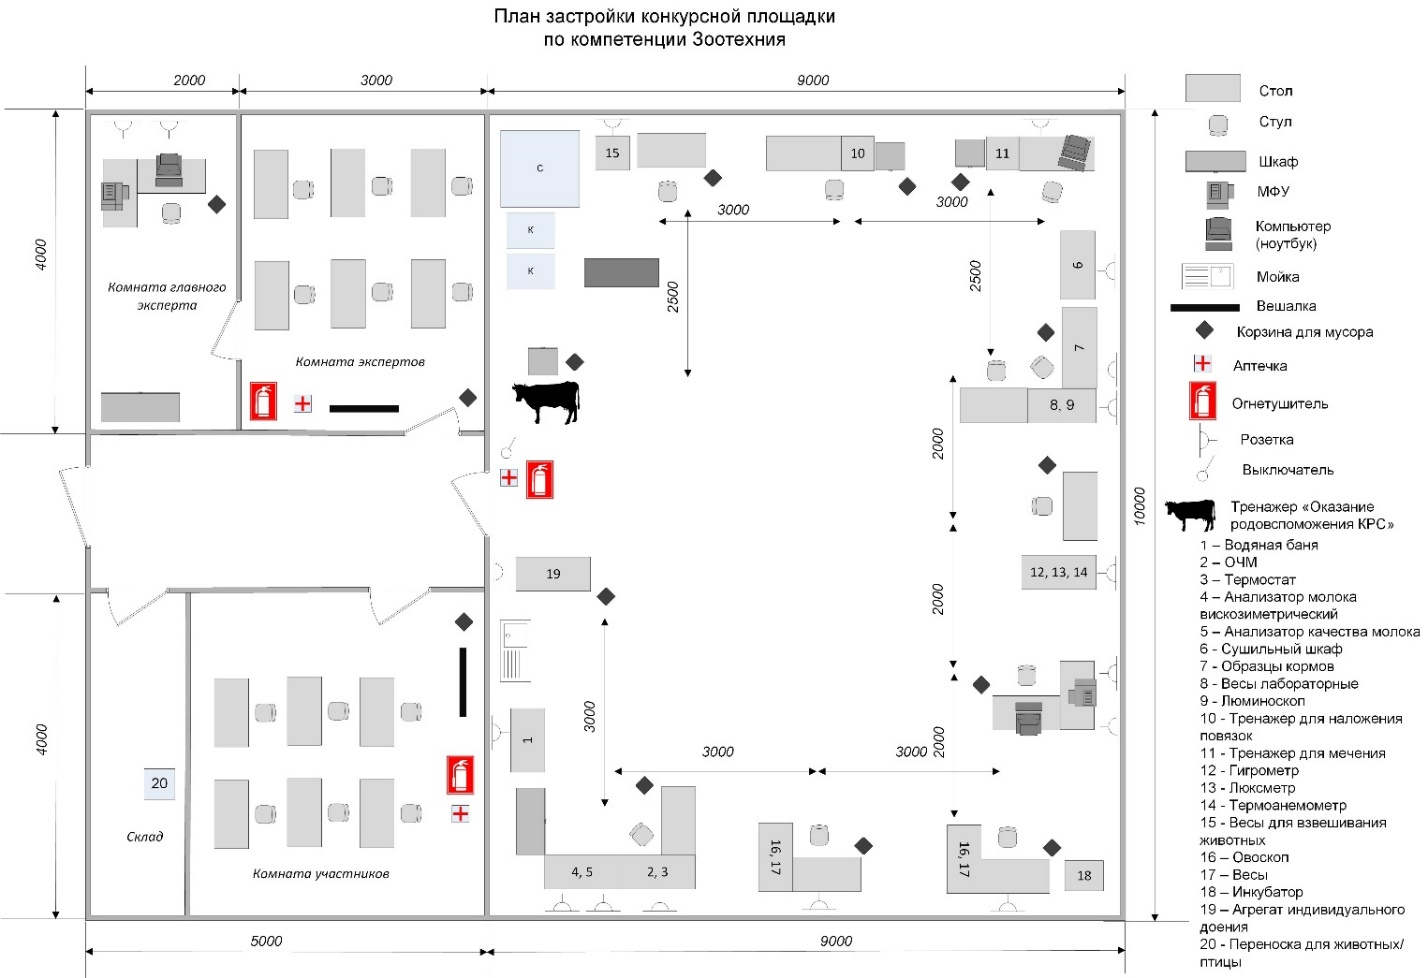 План застройки конкурсной площадки
по компетенции Зоотехния
2000
3000
9000
Стол
Стул
Шкаф
МФУ
Компьютер
(ноутбук)
Мойка
Вешалка
Корзина для мусора
Аптечка
Огнетушитель
Розетка
Выключатель
Тренажер «Оказание
родовспоможения КРС»
1 – Водяная баня
2 – ОЧМ
3 – Термостат
4 – Анализатор молока
вискозиметрический
5 – Анализатор качества молока
6 - Сушильный шкаф
7 - Образцы кормов
8 – Весы лабораторные
9 – Люминоскоп
10 - Тренажер для наложения
повязок
11 - Тренажер для мечения
12 - Гигрометр
13 - Люксметр
14 - Термоанемометр
15 - Весы для взвешивания
животных
16 – Овоскоп
17 – Весы
18 - Инкубатор
19 – Агрегат индивидуального
доения
20 - Переноска для животных/
птицы
4000
Комната главного
эксперта
Комната экспертов
с
к
к
15
10
11
3000
3000
2500
2500
6
7
8, 9
2000
10000
12, 13, 14
2000
19
3000
1
3000
3000
2000
4000
20
Склад
Комната участников
4, 5
2, 3
16, 17
16, 17
18
5000
9000